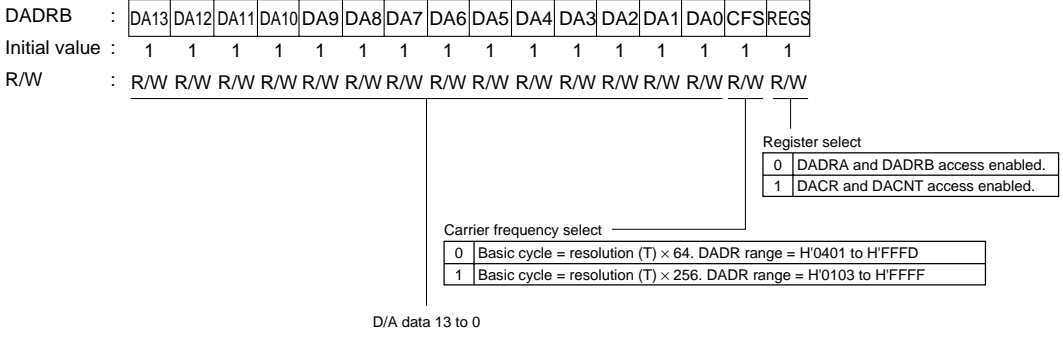 DADRB : DA13 DA12 DA11 DA10 DA9 DA8 DA7 DA6 DA5 DA4 DA3 DA2 DA1 DA0 CFS REGS
Initial value : 1 1 1 1 1 1 1 1 1 1 1 1 1 1 1 1
R/W : R/W R/W R/W R/W R/W R/W R/W R/W R/W R/W R/W R/W R/W R/W R/W R/W
Register select
0 DADRA and DADRB access enabled.
1 DACR and DACNT access enabled.
Carrier frequency select
0 Basic cycle = resolution (T) × 64. DADR range = H'0401 to H'FFFD
1 Basic cycle = resolution (T) × 256. DADR range = H'0103 to H'FFFF
D/A data 13 to 0